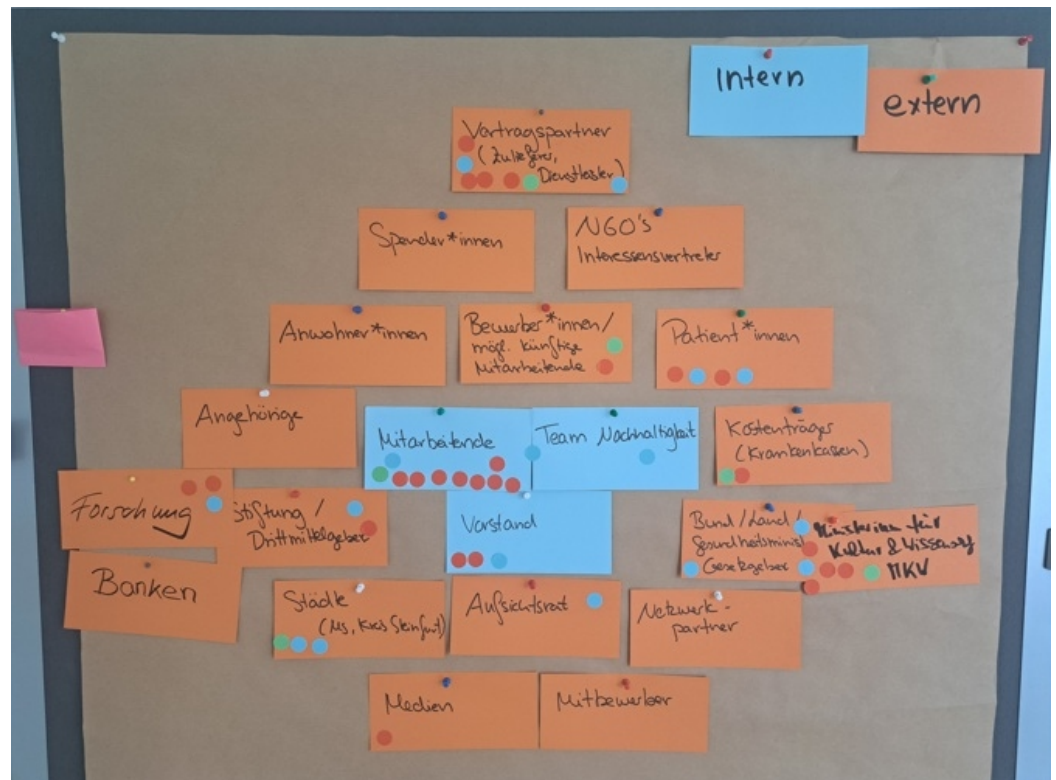 Intern
extern
Vertragspartner
(Zulieferer,
Dienstleister)
Spender*innen
NGO's
Interessensvertreter
Anwohner*innen
Bewerber*innen/
mögl. künftige
Mitarbeitende
Patient*innen
Angehörige
Mitarbeitende
Team Nachhaltigkeit
Kostenträger
(Krankenkassen)
Forschung
Stiftung /
Drittmittelgeber
Vorstand
Bund/Land/
Gesundheitsminist
Gesetzgeber
Ministerium für
Kultur & Wissensch
MKW
Banken
Städte
(MS, Kreis Steinfurt)
Aufsichtsrat
Netzwerk-
partner
Medien
Mitbewerber